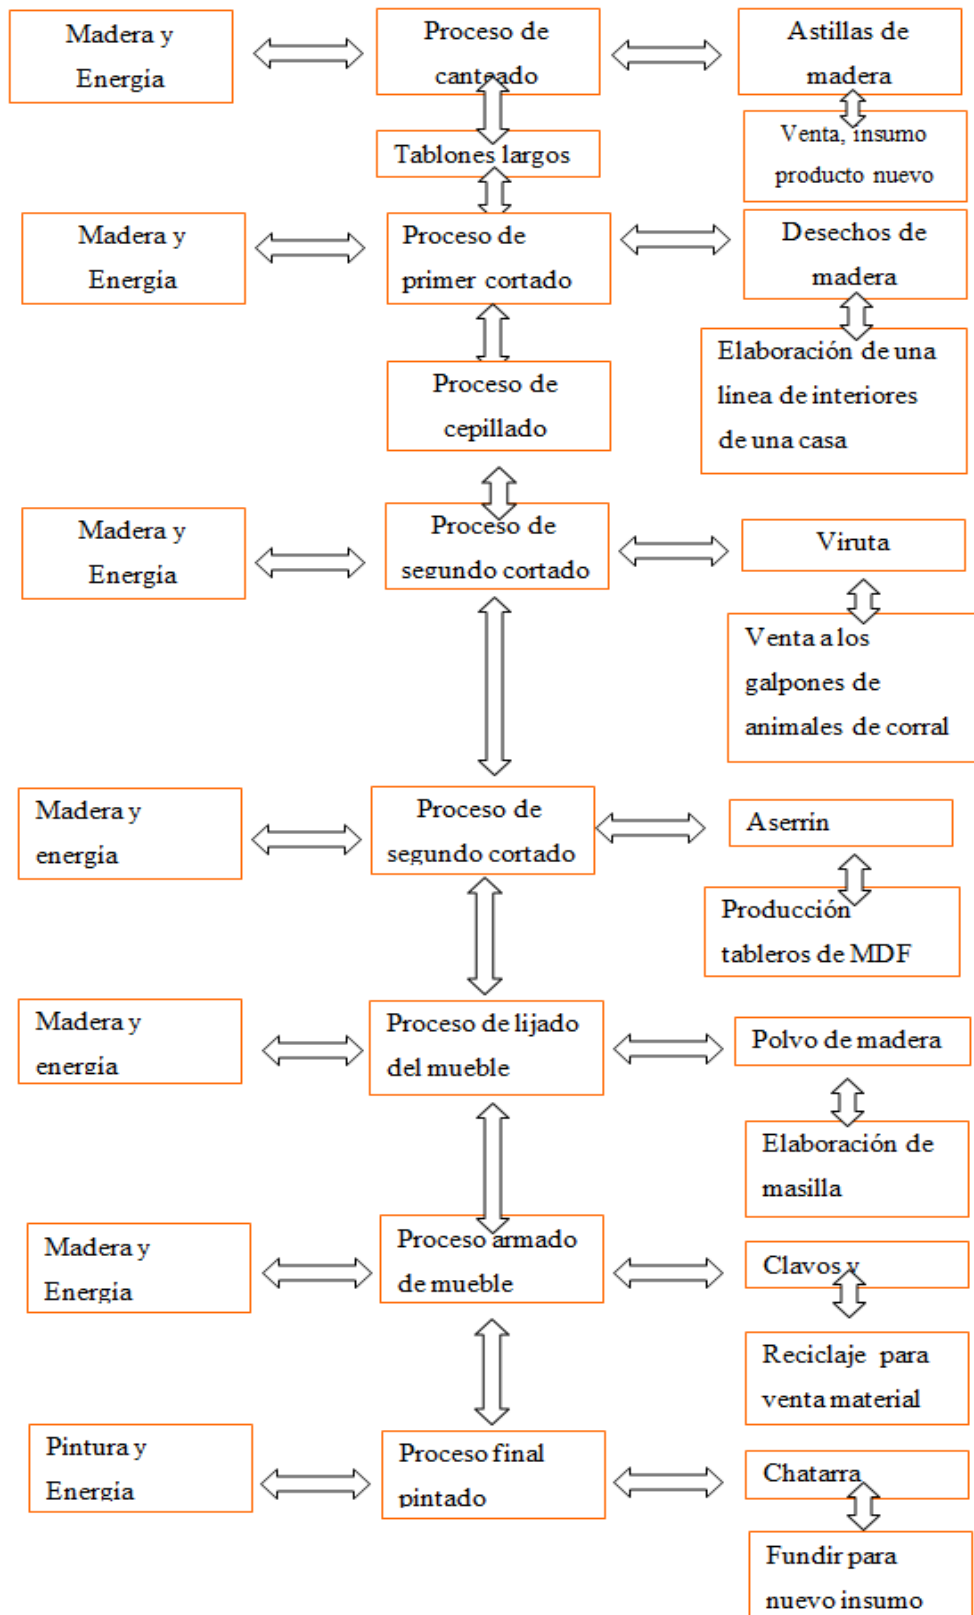 Madera y
Energía
Proceso de
canteado
Astillas de
madera
Tablones largos
Venta, insumo
producto nuevo
Madera y
Energía
Proceso de
primer cortado
Desechos de
madera
Proceso de
cepillado
Elaboración de una
línea de interiores
de una casa
Madera y
Energía
Proceso de
segundo cortado
Viruta
Venta a los
galpones de
animales de corral
Madera y
energía
Proceso de
segundo cortado
Aserrín
Producción
tableros de MDF
Madera y
energía
Proceso de lijado
del mueble
Polvo de madera
Elaboración de
masilla
Madera y
Energía
Proceso armado
de mueble
Clavos y
Reciclaje para
venta material
Pintura y
Energía
Proceso final
pintado
Chatarra
Fundir para
nuevo insumo